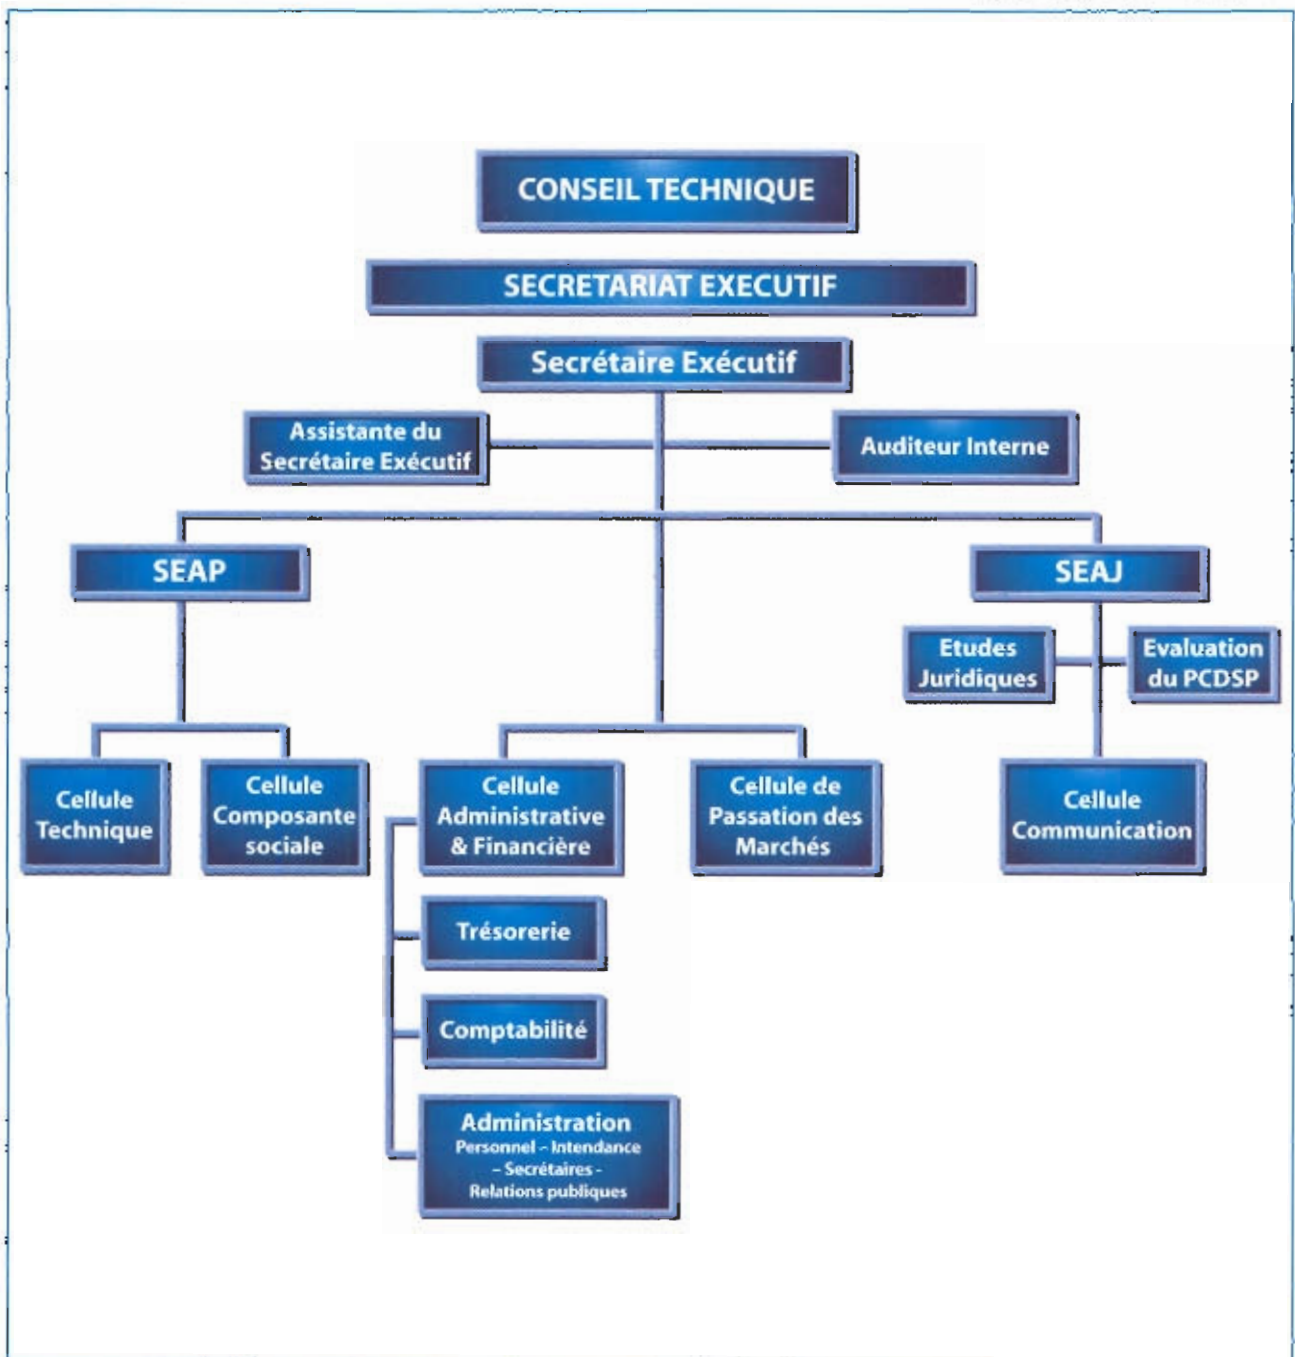 CONSEIL TECHNIQUE
SECRETARIAT EXECUTIF
Secrétaire Exécutif
Assistante du
Secrétaire Exécutif
Auditeur Interne
SEAP
SEAJ
Etudes
Juridiques
Evaluation
du PCDSP
Cellule
Technique
Cellule
Composante
sociale
Cellule
Administrative
& Financière
Cellule de
Passation des
Marchés
Cellule
Communication
Trésorerie
Comptabilité
Administration
Personnel – Intendance
– Secrétaires -
Relations publiques